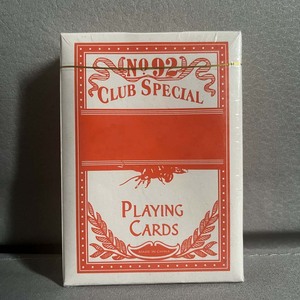 No. 92
CLUB SPECIAL
PLAYING
CARDS